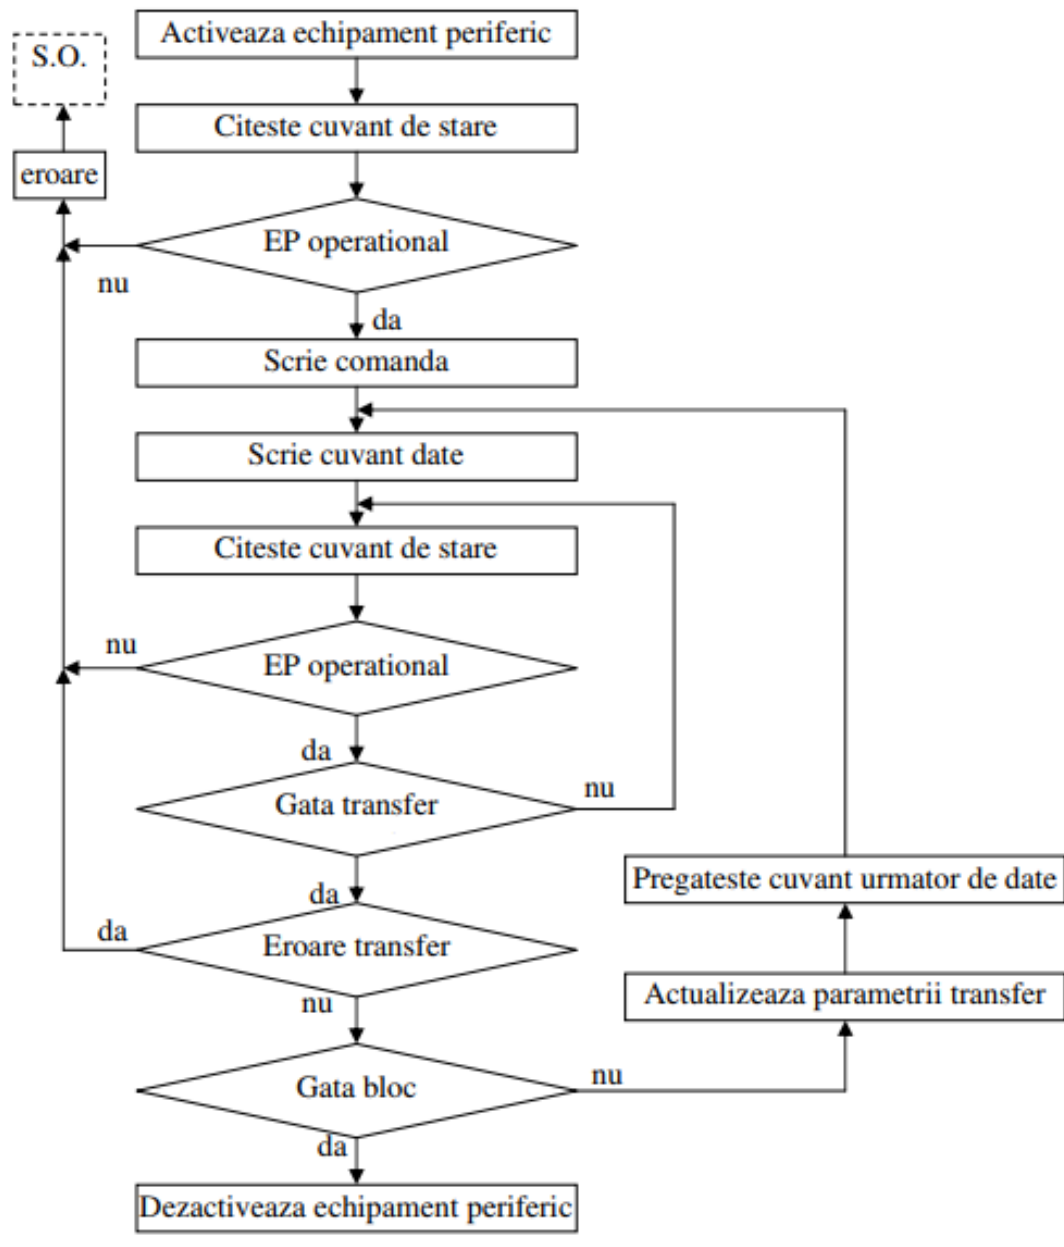 Activeaza echipament periferic
S.O.
Citeste cuvant de stare
eroare
EP operational
nu
da
Scrie comanda
Scrie cuvant date
Citeste cuvant de stare
nu
EP operational
da
Gata transfer
nu
Pregateste cuvant urmator de date
da
da
Eroare transfer
Actualizeaza parametrii transfer
nu
Gata bloc
nu
da
Dezactiveaza echipament periferic